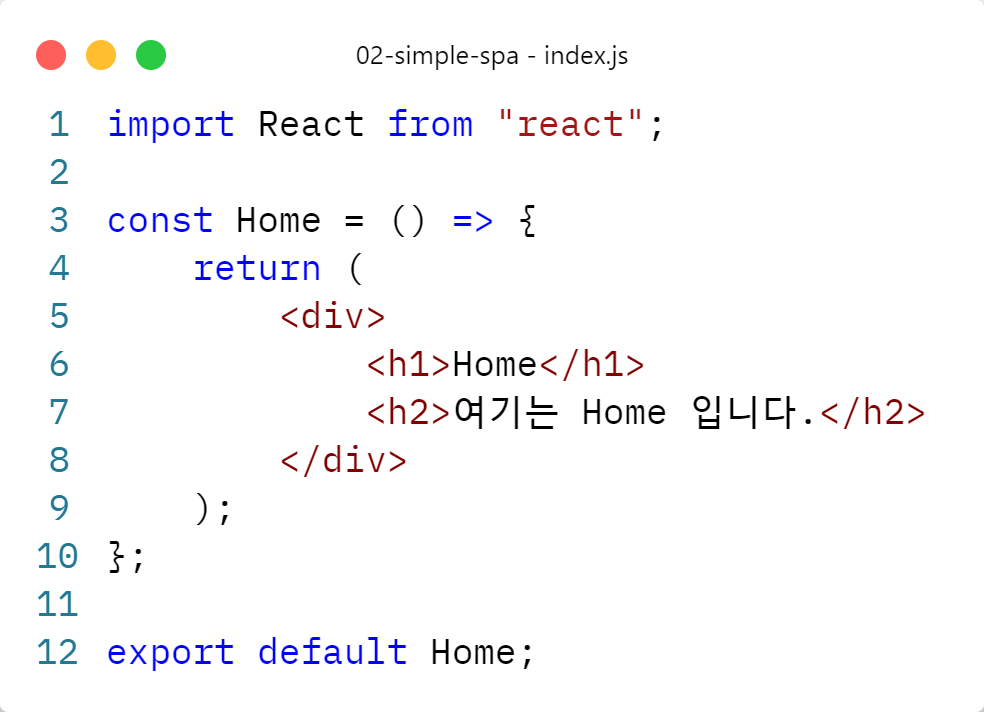 02-simple-spa - index.js
1 import React from "react";
2
3 const Home = () => {
4     return (
5         <div>
6             <h1>Home</h1>
7             <h2>여기는 Home 입니다.</h2>
8         </div>
9     );
10 };
11
12 export default Home;